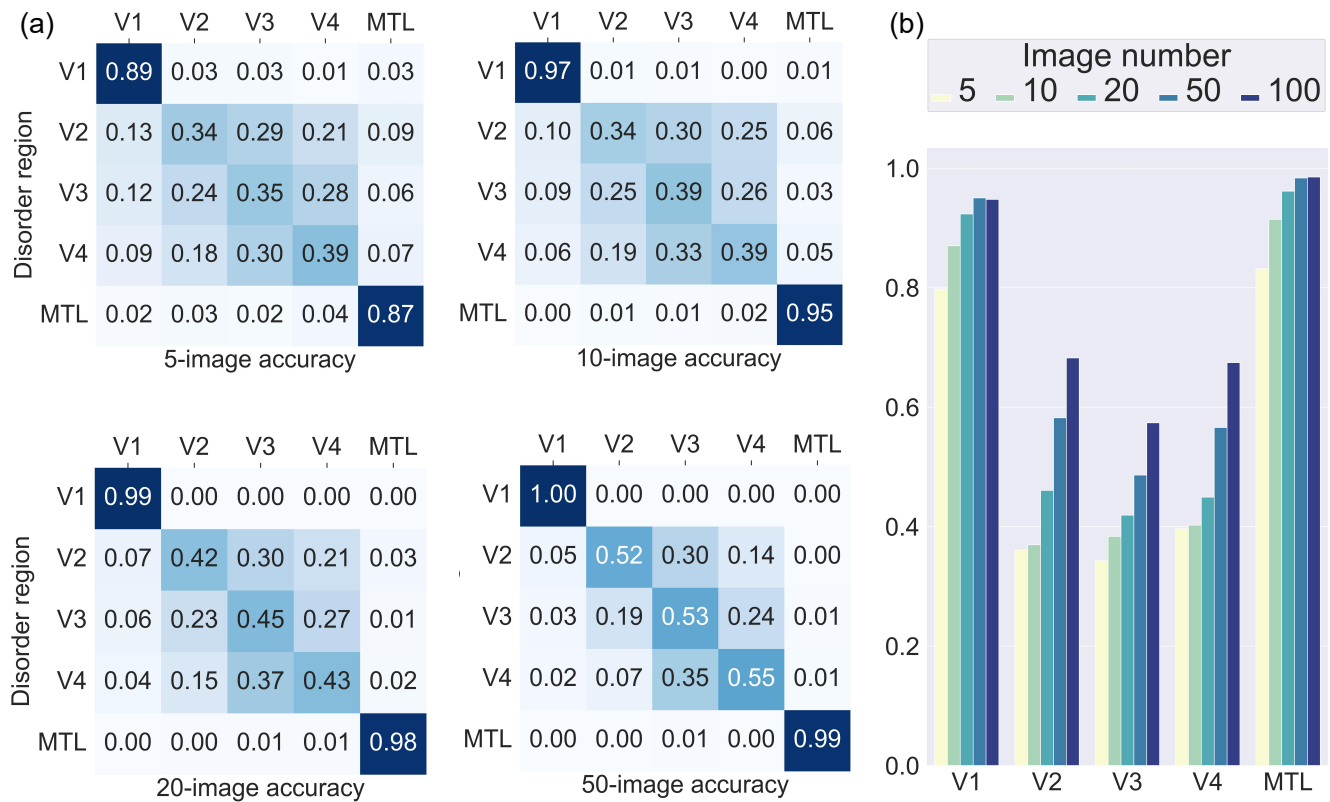 (a)
V1 V2 V3 V4 MTL
Disorder region
V1 0.89 0.03 0.03 0.01 0.03
V2 0.13 0.34 0.29 0.21 0.09
V3 0.12 0.24 0.35 0.28 0.06
V4 0.09 0.18 0.30 0.39 0.07
MTL 0.02 0.03 0.02 0.04 0.87
5-image accuracy
V1 V2 V3 V4 MTL
V1 0.97 0.01 0.01 0.00 0.01
V2 0.10 0.34 0.30 0.25 0.06
V3 0.09 0.25 0.39 0.26 0.03
V4 0.06 0.19 0.33 0.39 0.05
MTL 0.00 0.01 0.01 0.02 0.95
10-image accuracy
V1 V2 V3 V4 MTL
Disorder region
V1 0.99 0.00 0.00 0.00 0.00
V2 0.07 0.42 0.30 0.21 0.03
V3 0.06 0.23 0.45 0.27 0.01
V4 0.04 0.15 0.37 0.43 0.02
MTL 0.00 0.00 0.01 0.01 0.98
20-image accuracy
V1 V2 V3 V4 MTL
V1 1.00 0.00 0.00 0.00 0.00
V2 0.05 0.52 0.30 0.14 0.00
V3 0.03 0.19 0.53 0.24 0.01
V4 0.02 0.07 0.35 0.55 0.01
MTL 0.00 0.00 0.01 0.00 0.99
50-image accuracy
(b)
Image number
5 10 20 50 100
1.0
0.8
0.6
0.4
0.2
0.0
V1 V2 V3 V4 MTL